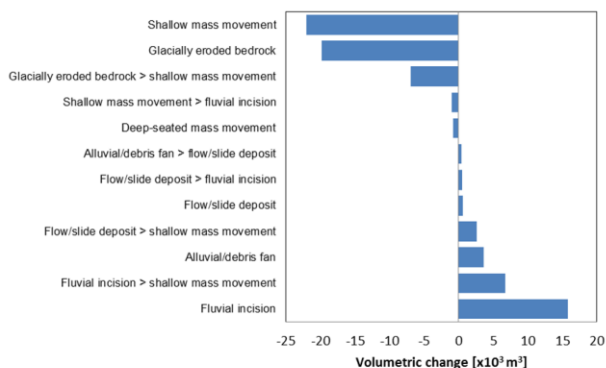 Shallow mass movement
Glacially eroded bedrock
Glacially eroded bedrock > shallow mass movement
Shallow mass movement > fluvial incision
Deep-seated mass movement
Alluvial/debris fan > flow/slide deposit
Flow/slide deposit > fluvial incision
Flow/slide deposit
Flow/slide deposit > shallow mass movement
Alluvial/debris fan
Fluvial incision > shallow mass movement
Fluvial incision
-25 -20 -15 -10 -5 0 5 10 15 20
Volumetric change [x10³ m³]